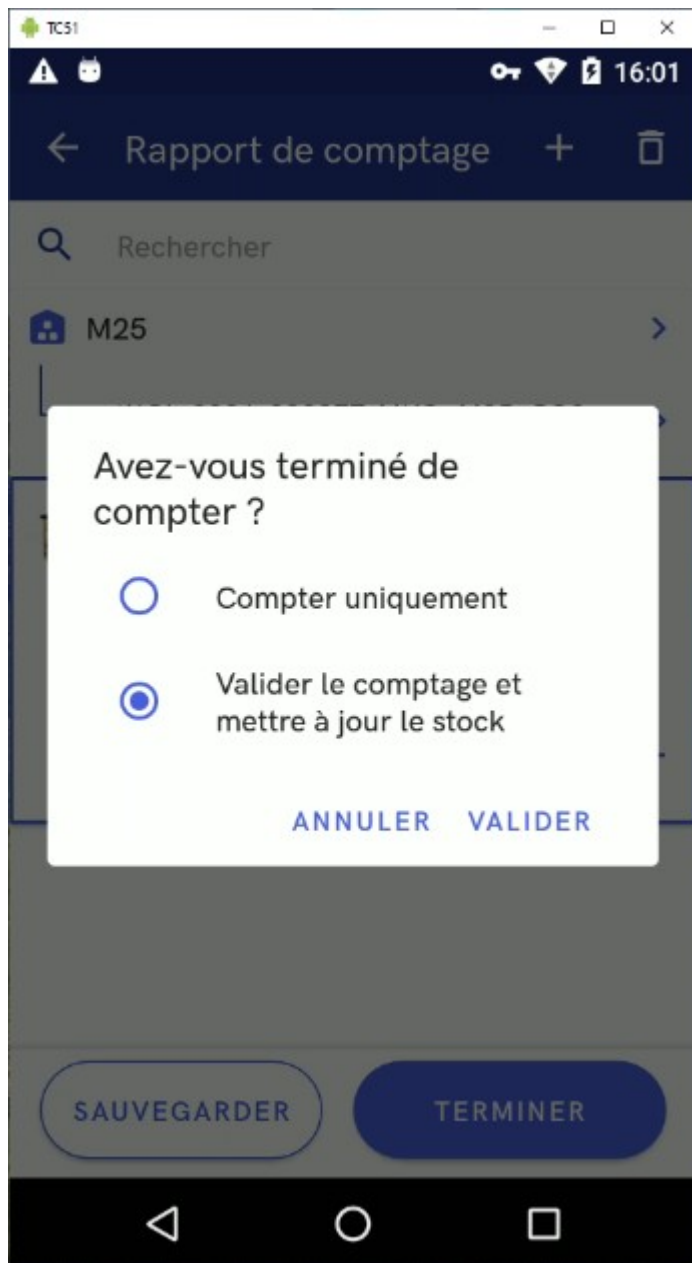 TC51
16:01
Rapport de comptage
Rechercher
M25
Avez-vous terminé de
compter ?
Compter uniquement
Valider le comptage et
mettre à jour le stock
ANNULER VALIDER
SAUVEGARDER TERMINER